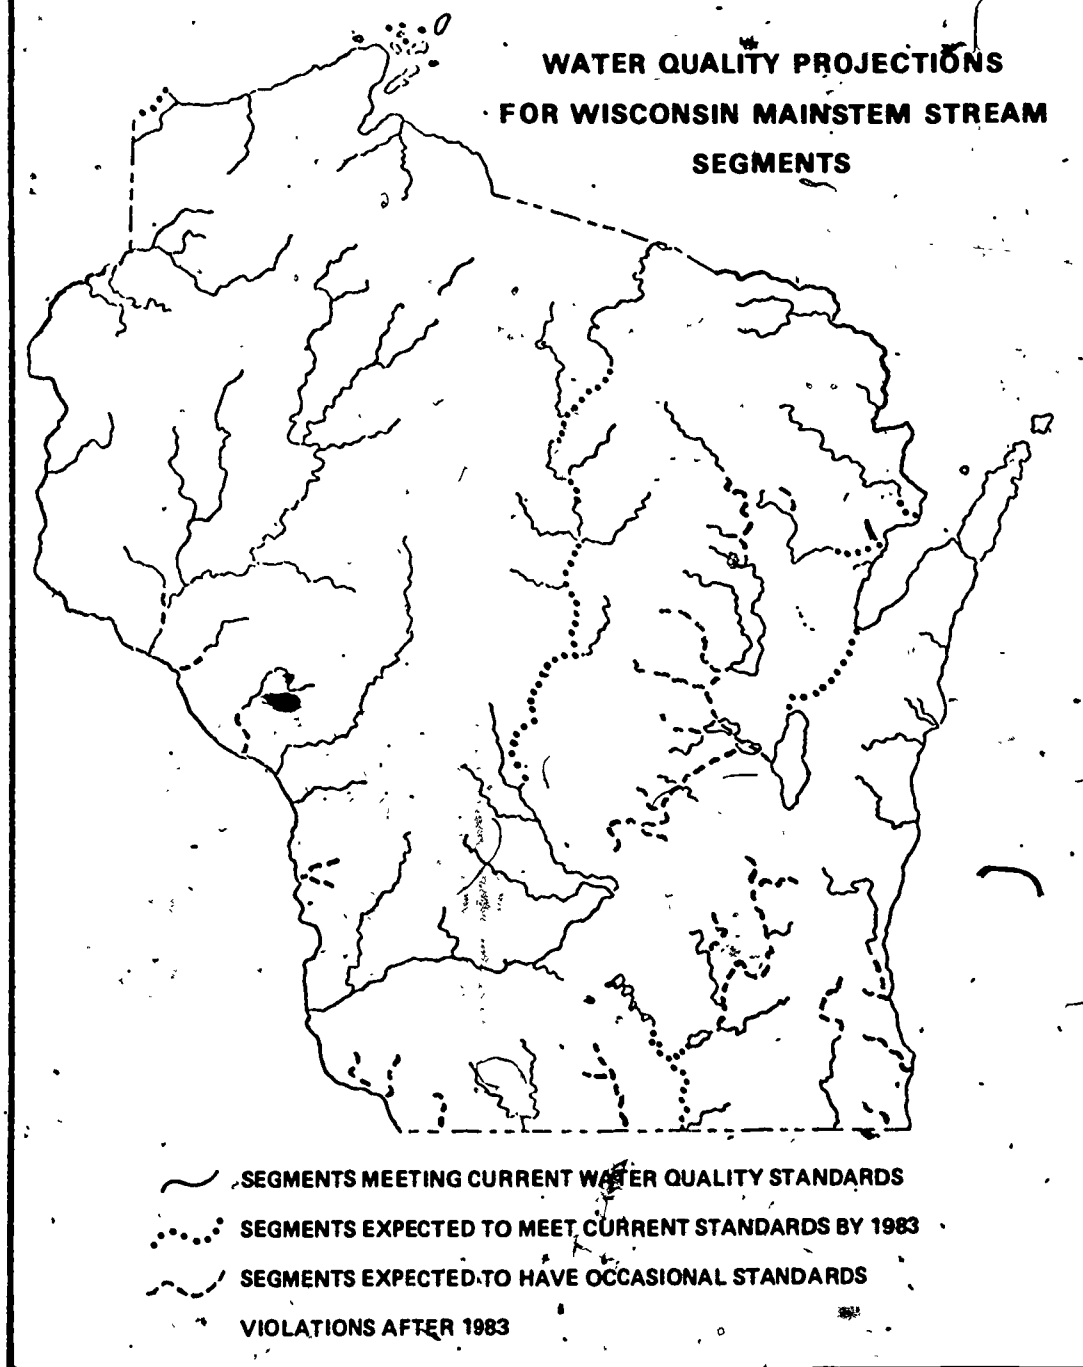 WATER QUALITY PROJECTIONS
FOR WISCONSIN MAINSTEM STREAM
SEGMENTS
SEGMENTS MEETING CURRENT WATER QUALITY STANDARDS
SEGMENTS EXPECTED TO MEET CURRENT STANDARDS BY 1983
SEGMENTS EXPECTED TO HAVE OCCASIONAL STANDARDS
VIOLATIONS AFTER 1983